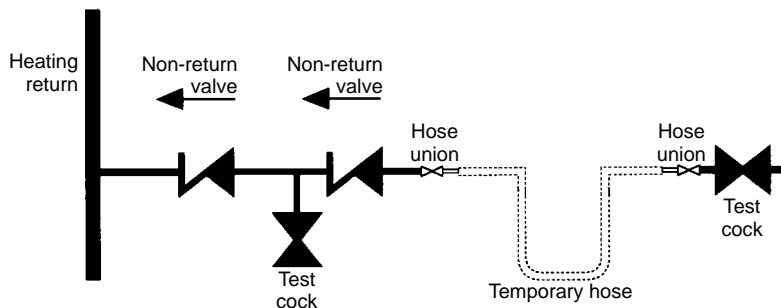 Heating
return
Non-return
valve
Non-return
valve
Hose
union
Hose
union
Test
cock
Test
cock
Temporary hose